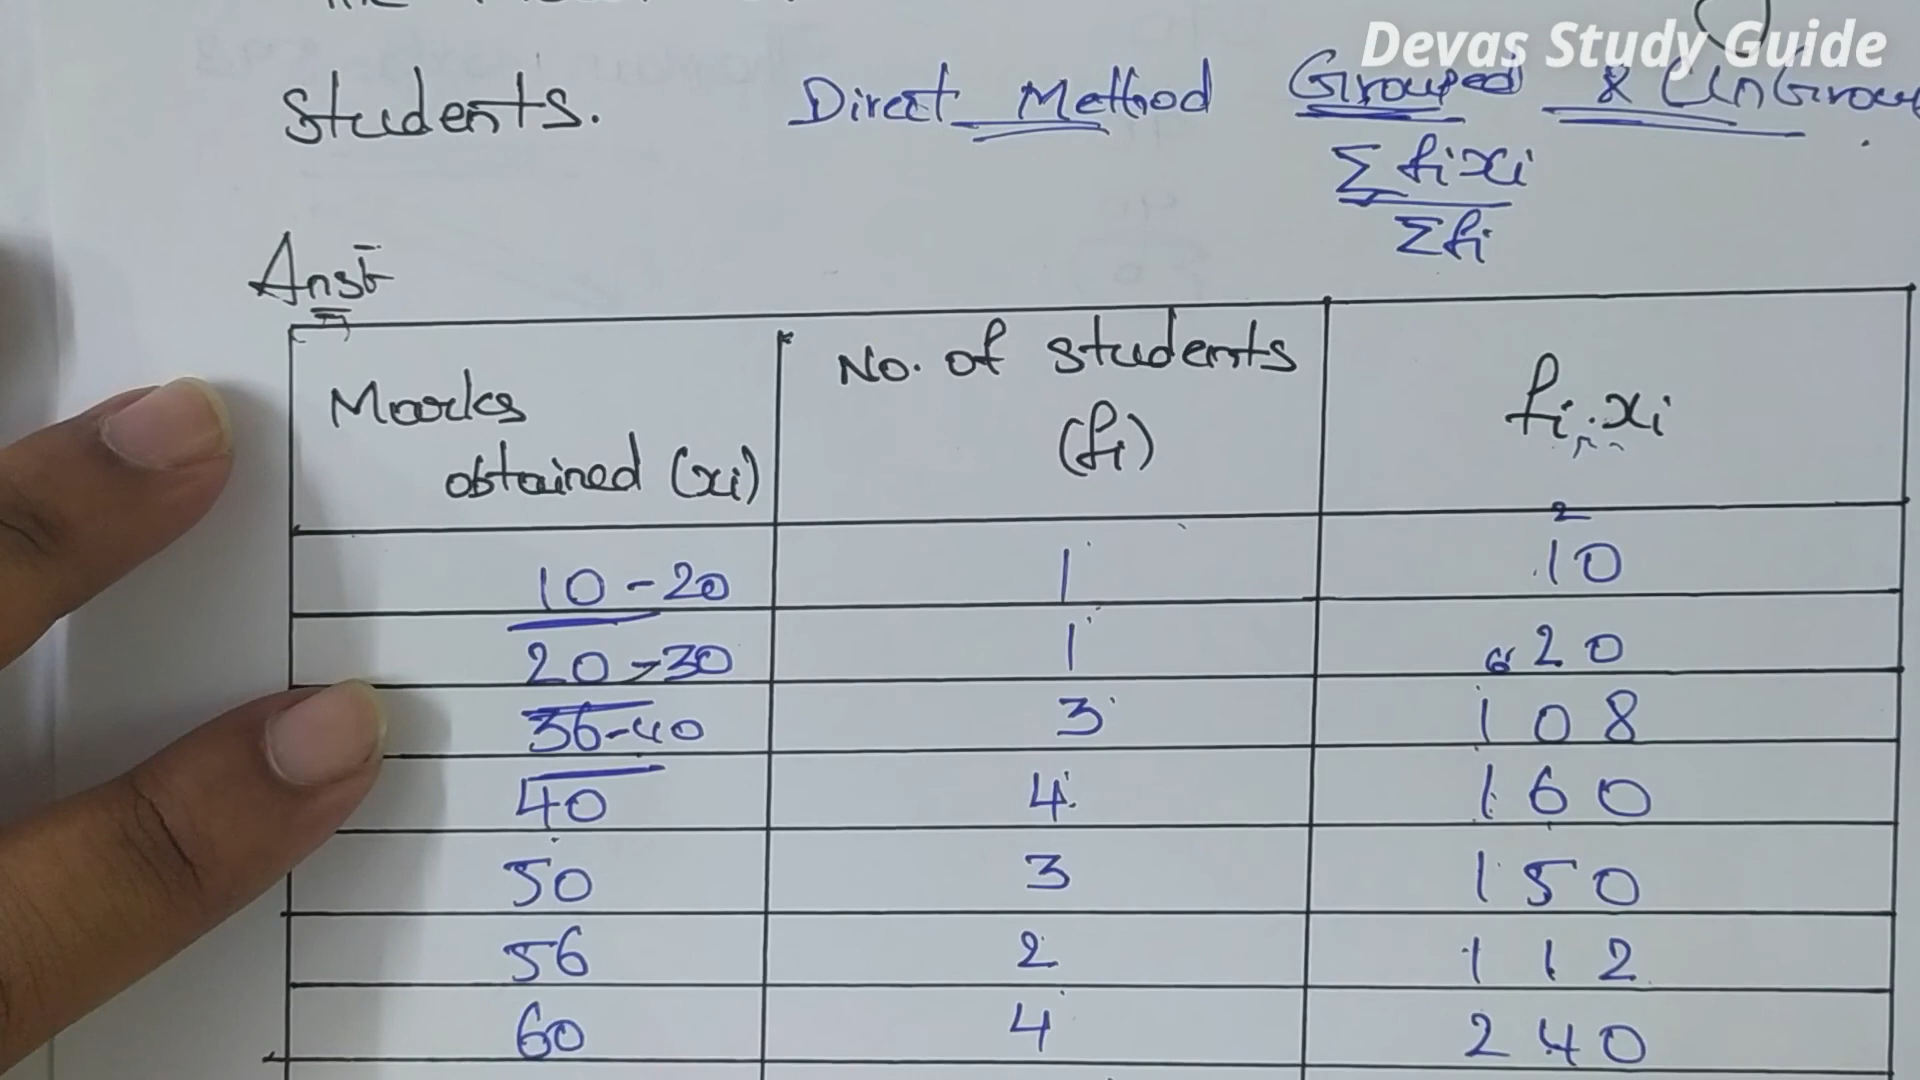 Devas Study Guide
Students. Direct Method Grouped & UnGrou
Σ fixi
Σfi
Ans:-
Marks obtained (xi) No. of students (fi) fi.xi
10-20 1 10
20-30 1 20
36-40 3 108
40 4 160
50 3 150
56 2 112
60 4 240